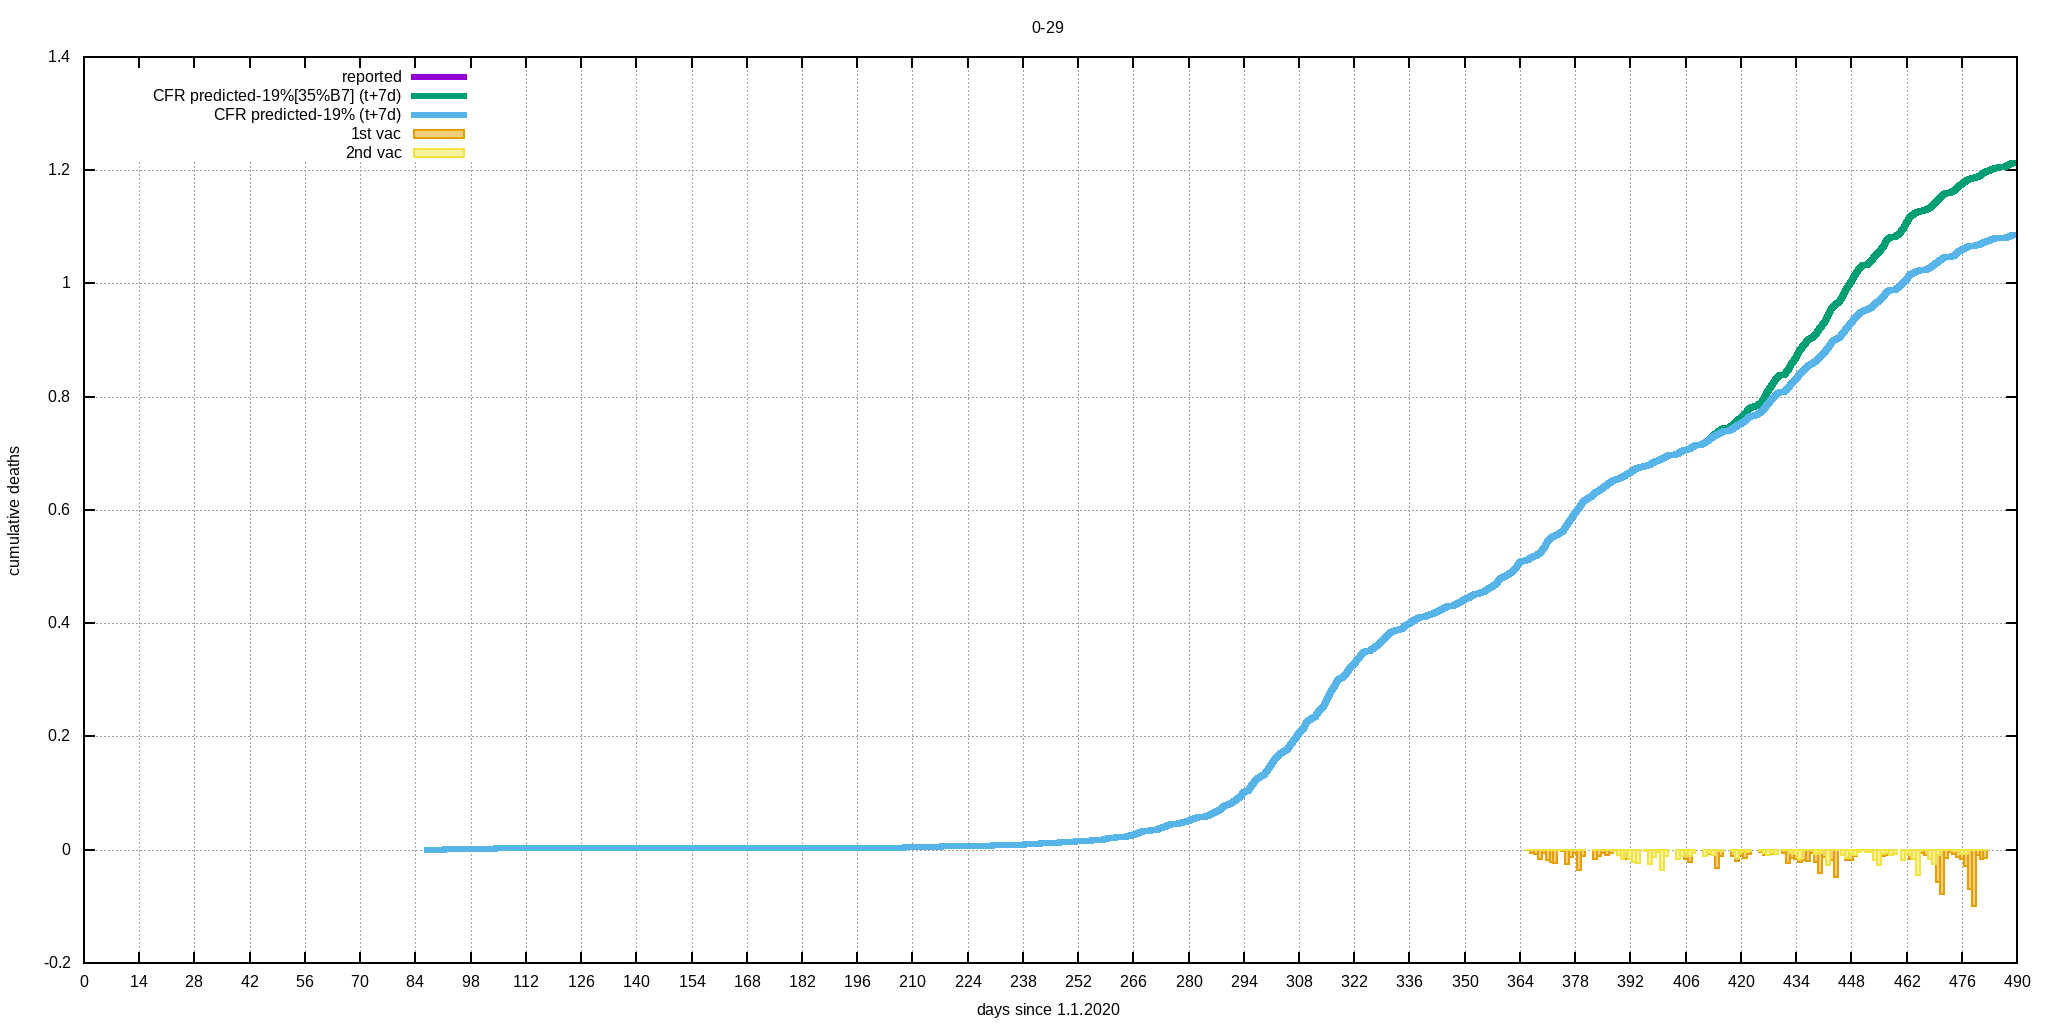 0-29
reported
CFR predicted-19%[35%B7] (t+7d)
CFR predicted-19% (t+7d)
1st vac
2nd vac
1.4
1.2
1
0.8
0.6
0.4
0.2
0
-0.2
cumulative deaths
0 14 28 42 56 70 84 98 112 126 140 154 168 182 196 210 224 238 252 266 280 294 308 322 336 350 364 378 392 406 420 434 448 462 476 490
days since 1.1.2020